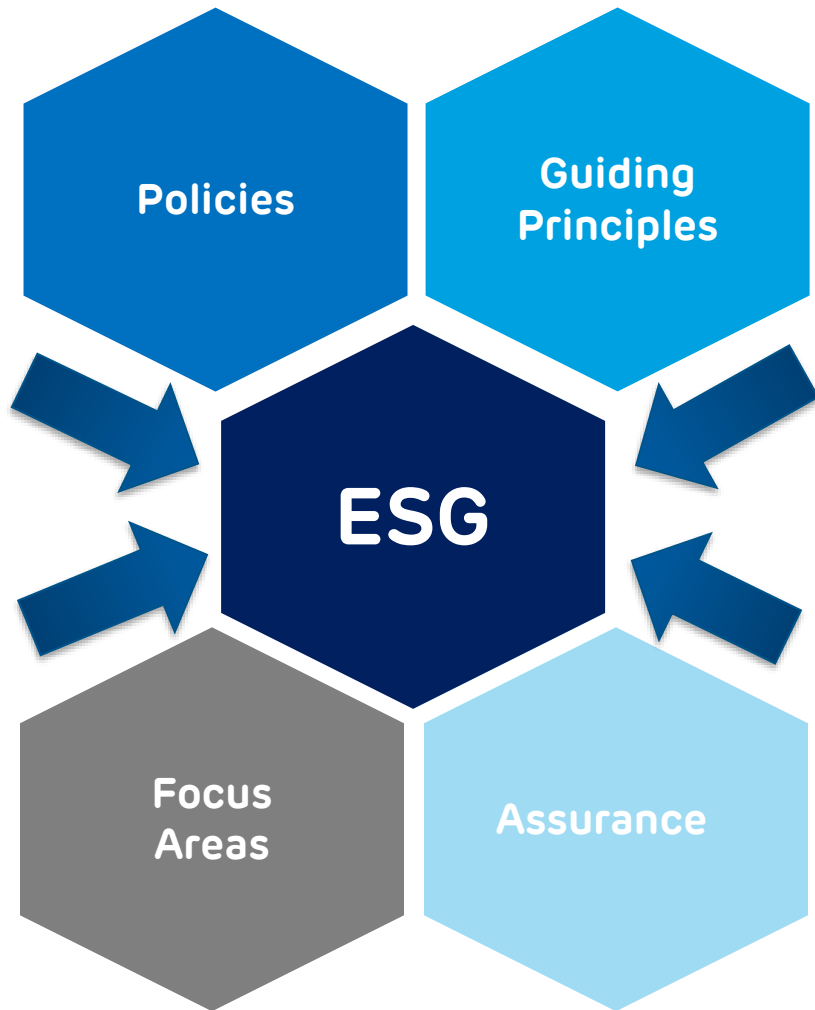 Policies
Guiding
Principles
ESG
Focus
Areas
Assurance